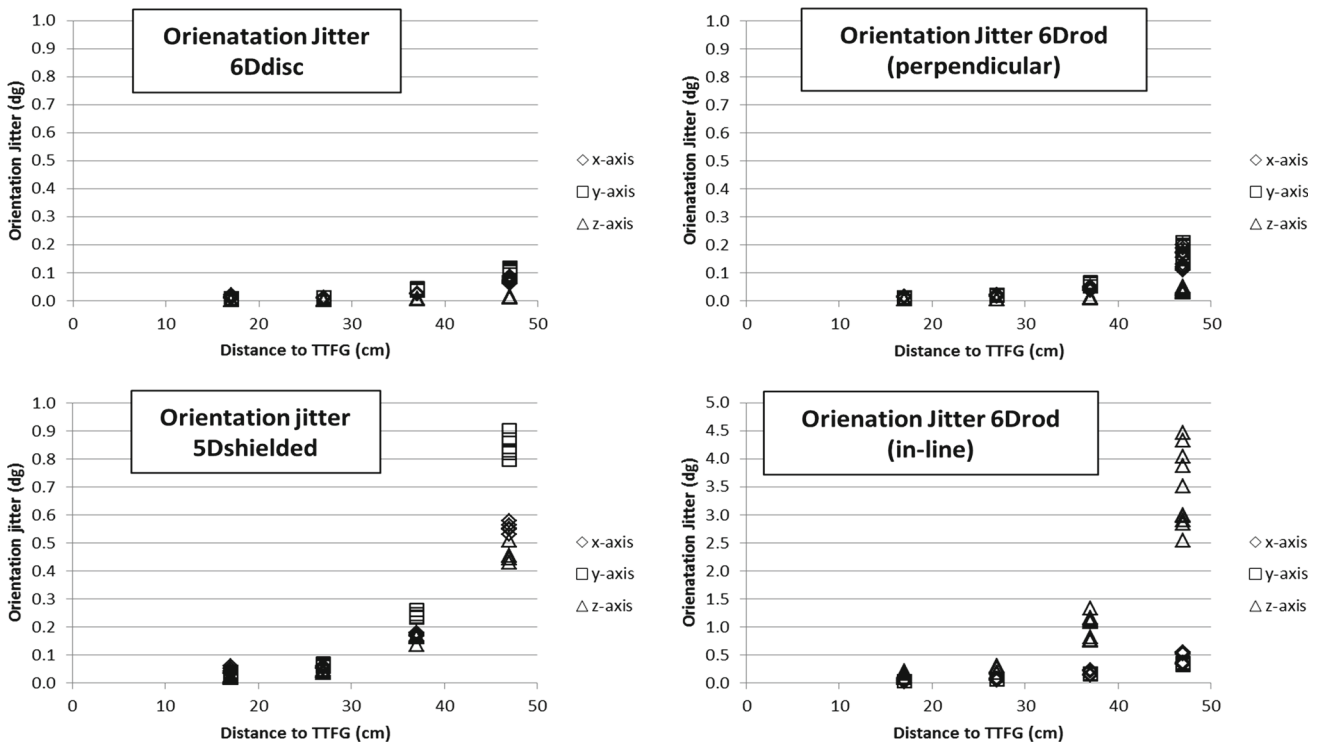 Orienatation Jitter
6Ddisc
Orientation Jitter (dg)
1.0
0.9
0.8
0.7
0.6
0.5
0.4
0.3
0.2
0.1
0.0
0 10 20 30 40 50
Distance to TTFG (cm)
x-axis
y-axis
z-axis
Orientation Jitter 6Drod
(perpendicular)
Orienatation Jitter (dg)
1.0
0.9
0.8
0.7
0.6
0.5
0.4
0.3
0.2
0.1
0.0
0 10 20 30 40 50
Distance to TTFG (cm)
x-axis
y-axis
z-axis
Orientation jitter
5Dshielded
Orientation jitter (dg)
1.0
0.9
0.8
0.7
0.6
0.5
0.4
0.3
0.2
0.1
0.0
0 10 20 30 40 50
Distance to TTFG (cm)
x-axis
y-axis
z-axis
Orienation Jitter 6Drod
(in-line)
Orienatation Jitter (dg)
5.0
4.5
4.0
3.5
3.0
2.5
2.0
1.5
1.0
0.5
0.0
0 10 20 30 40 50
Distance to TTFG (cm)
x-axis
y-axis
z-axis